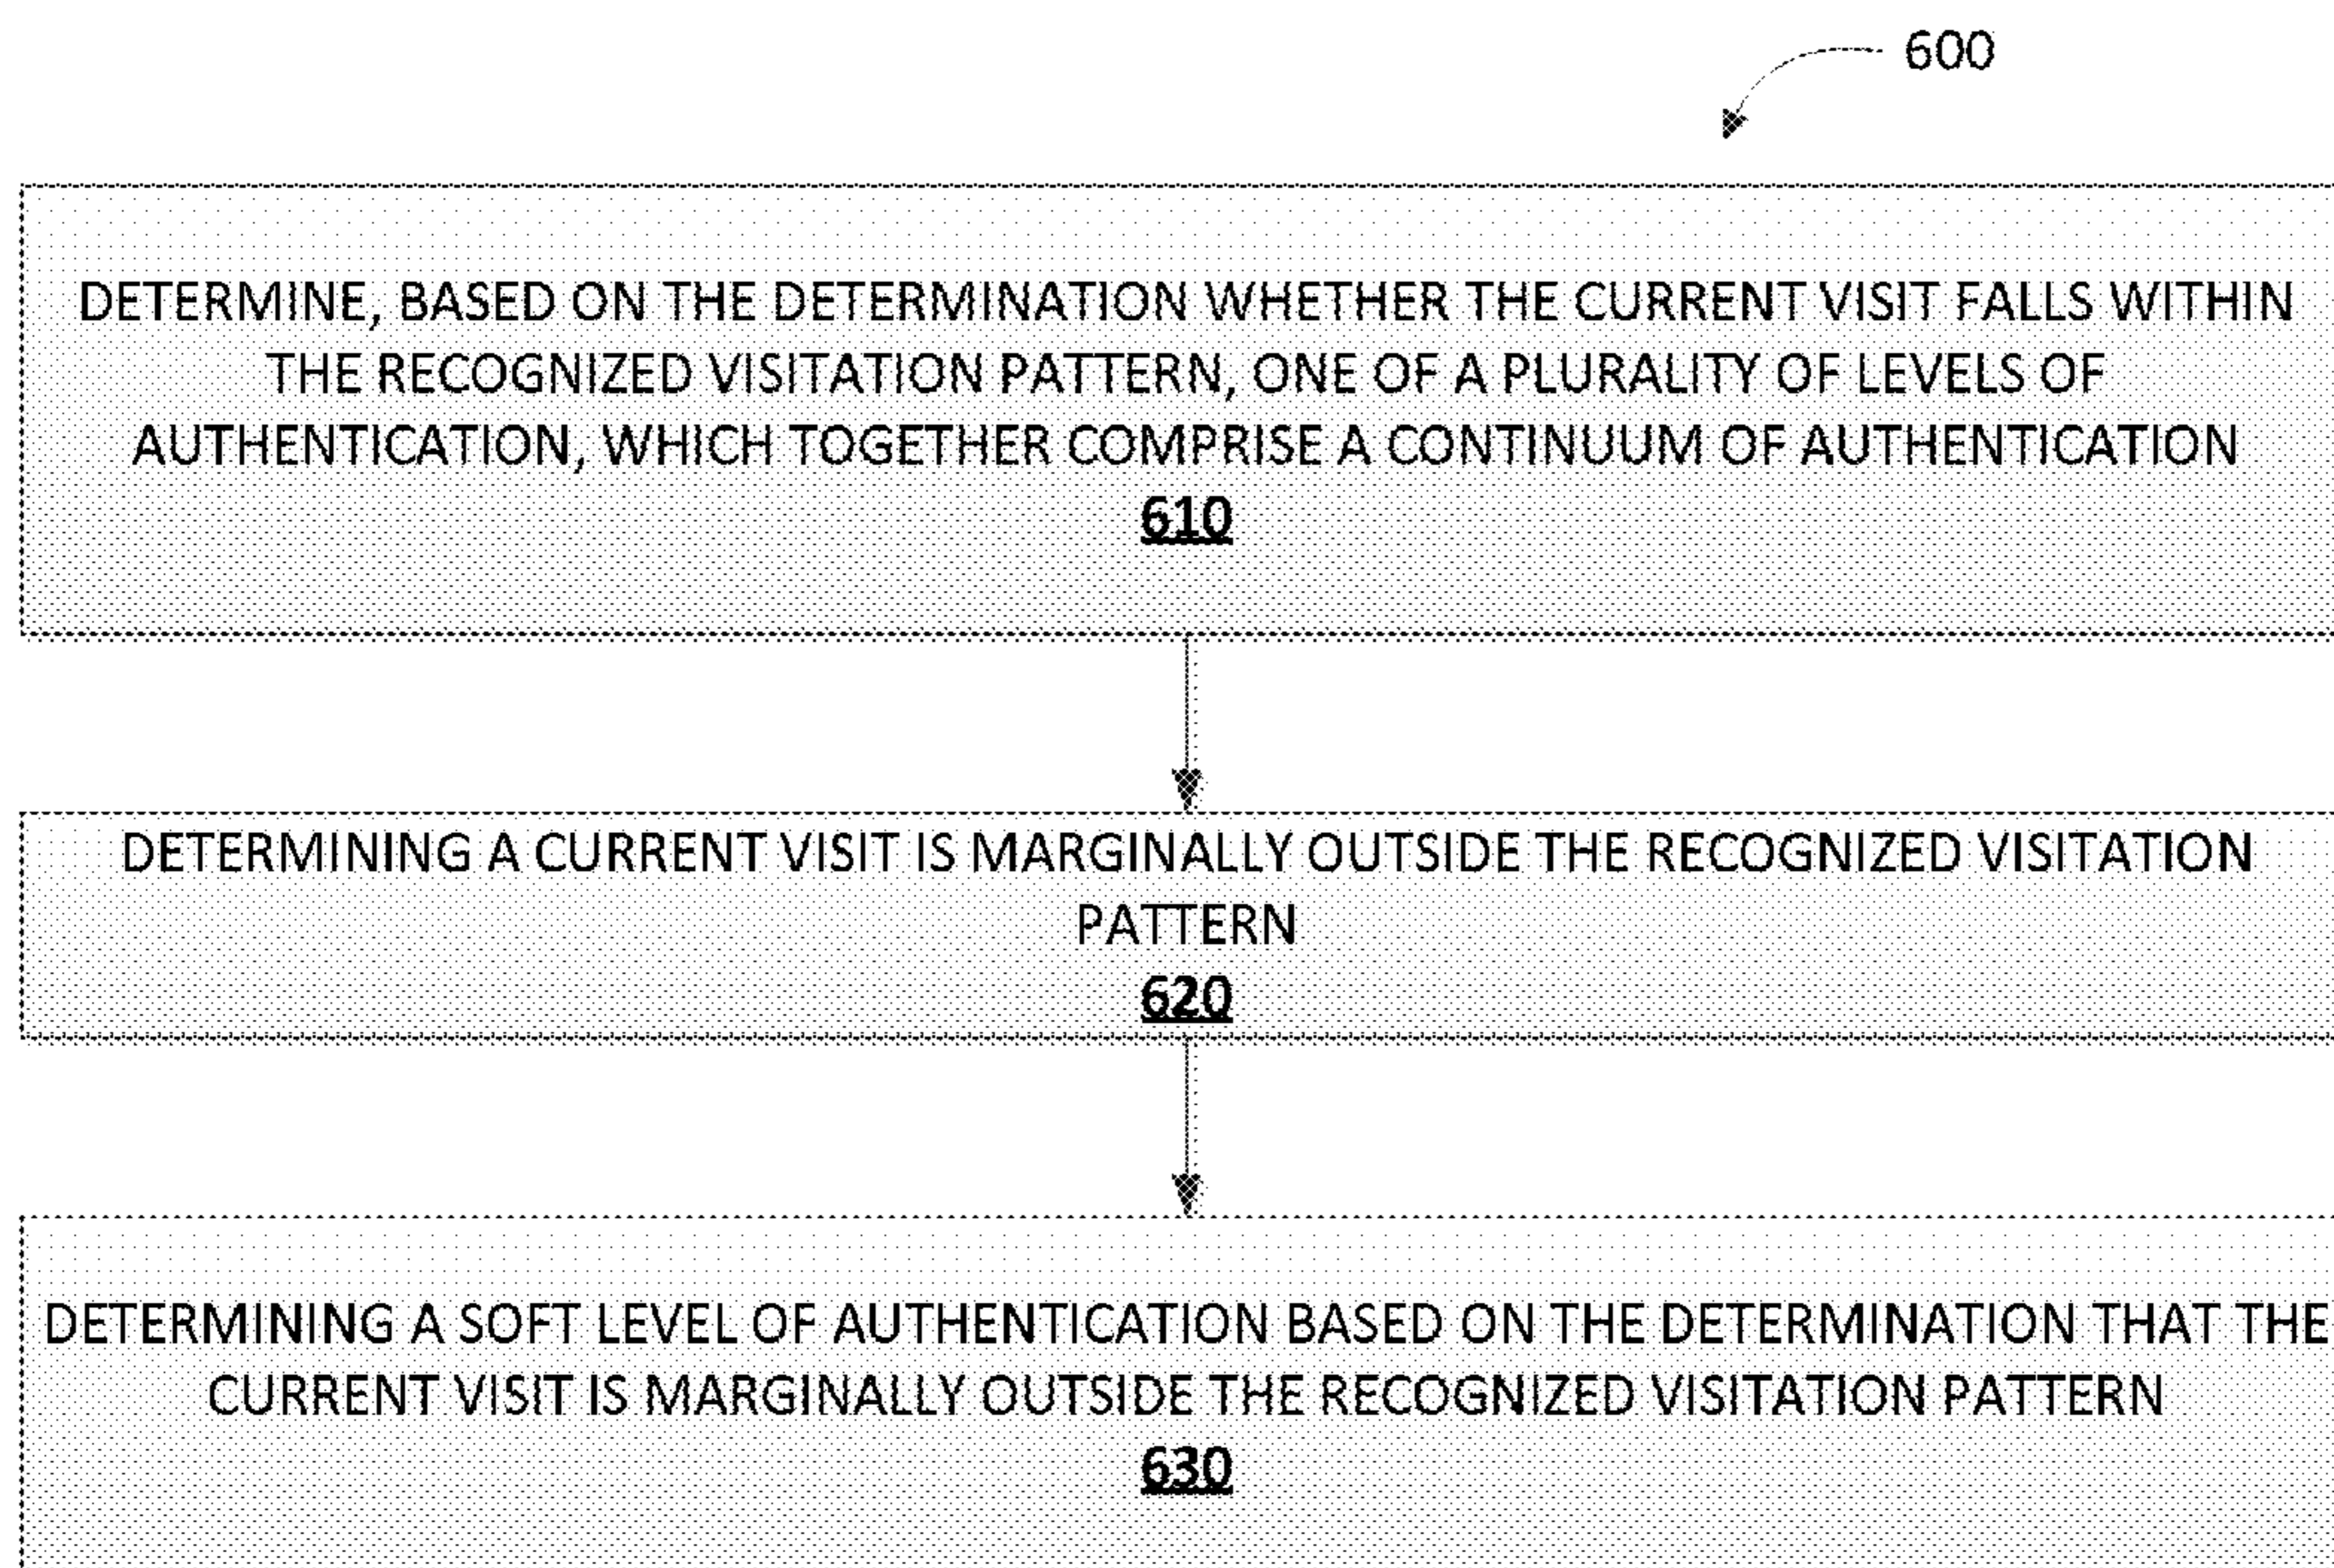 600
DETERMINE, BASED ON THE DETERMINATION WHETHER THE CURRENT VISIT FALLS WITHIN
THE RECOGNIZED VISITATION PATTERN, ONE OF A PLURALITY OF LEVELS OF
AUTHENTICATION, WHICH TOGETHER COMPRISE A CONTINUUM OF AUTHENTICATION
610
DETERMINING A CURRENT VISIT IS MARGINALLY OUTSIDE THE RECOGNIZED VISITATION
PATTERN
620
DETERMINING A SOFT LEVEL OF AUTHENTICATION BASED ON THE DETERMINATION THAT THE
CURRENT VISIT IS MARGINALLY OUTSIDE THE RECOGNIZED VISITATION PATTERN
630